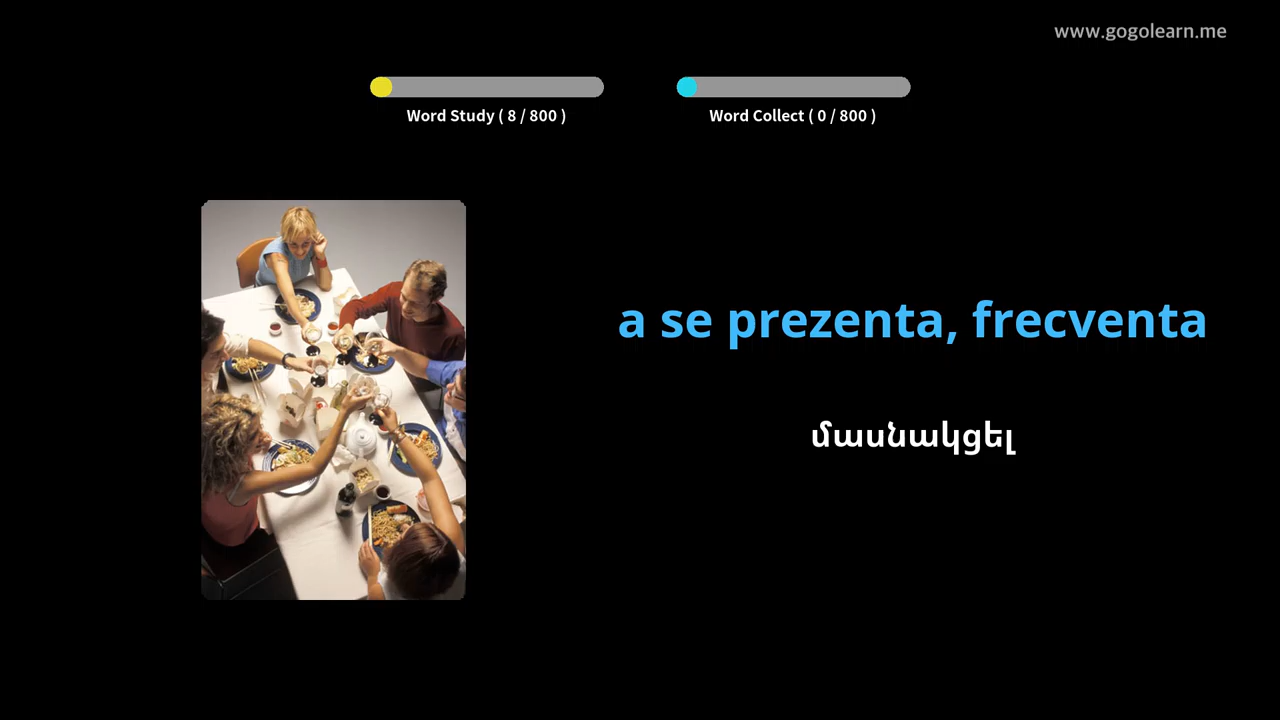 www.gogolearn.me
Word Study ( 8 / 800 )
Word Collect ( 0 / 800 )
a se prezenta, frecventa
մասնակցել